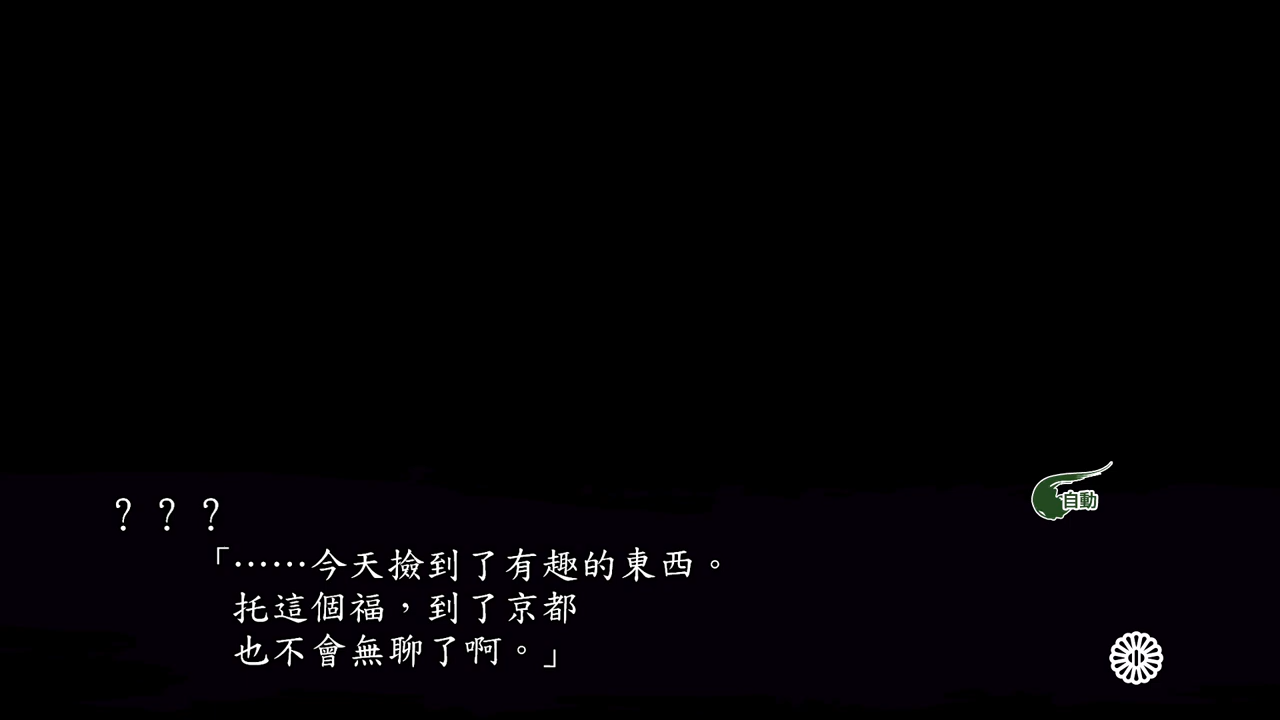 ？？？
自動
「……今天撿到了有趣的東西。
托這個福，到了京都
也不會無聊了啊。」